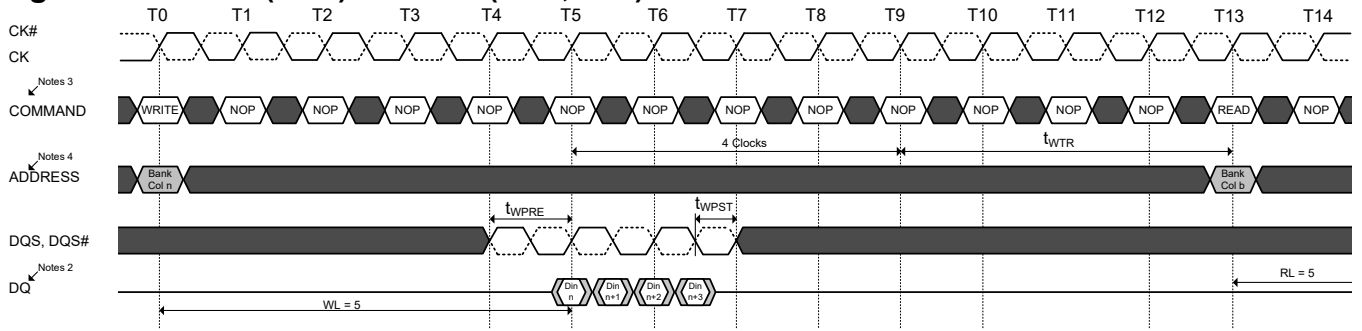 T0 T1 T2 T3 T4 T5 T6 T7 T8 T9 T10 T11 T12 T13 T14
CK#
CK
Notes 3
COMMAND WRITE NOP NOP NOP NOP NOP NOP NOP NOP NOP NOP NOP NOP READ NOP
4 Clocks tWTR
Notes 4
ADDRESS Bank Col n Bank Col b
tWPRE tWPST
DQS, DQS#
Notes 2
DQ Din n Din n+1 Din n+2 Din n+3
RL = 5
WL = 5